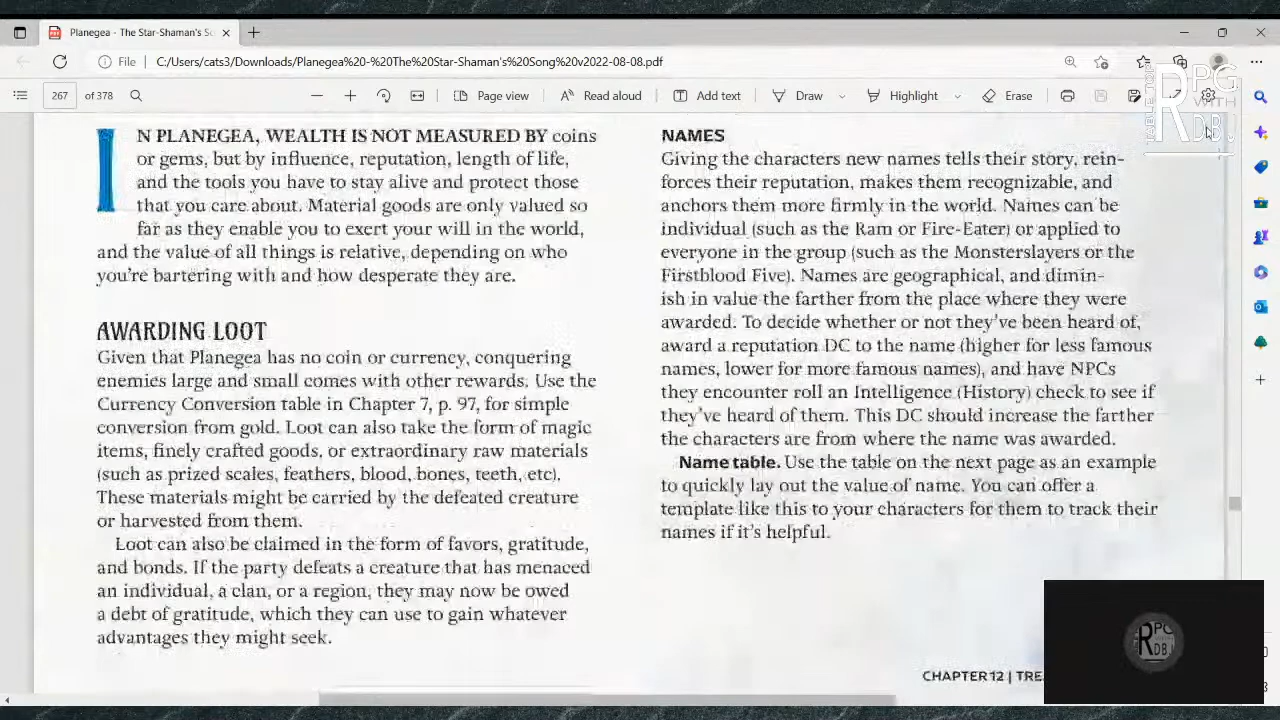 Planegea - The Star-Shaman's So
File
C:/Users/cats3/Downloads/Planegea%20-%20The%20Star-Shaman's%20Song%20v2022-08-08.pdf
267
of 378
Page view
Read aloud
Add text
Draw
Highlight
Erase
TABLE TOP
RPG
WITH
RDBJ
IN PLANEGEA, WEALTH IS NOT MEASURED BY coins
or gems, but by influence, reputation, length of life,
and the tools you have to stay alive and protect those
that you care about. Material goods are only valued so
far as they enable you to exert your will in the world,
and the value of all things is relative, depending on who
you're bartering with and how desperate they are.
AWARDING LOOT
Given that Planegea has no coin or currency, conquering
enemies large and small comes with other rewards. Use the
Currency Conversion table in Chapter 7, p. 97, for simple
conversion from gold. Loot can also take the form of magic
items, finely crafted goods, or extraordinary raw materials
(such as prized scales, feathers, blood, bones, teeth, etc).
These materials might be carried by the defeated creature
or harvested from them.
Loot can also be claimed in the form of favors, gratitude,
and bonds. If the party defeats a creature that has menaced
an individual, a clan, or a region, they may now be owed
a debt of gratitude, which they can use to gain whatever
advantages they might seek.
NAMES
Giving the characters new names tells their story, rein-
forces their reputation, makes them recognizable, and
anchors them more firmly in the world. Names can be
individual (such as the Ram or Fire-Eater) or applied to
everyone in the group (such as the Monsterslayers or the
Firstblood Five). Names are geographical, and dimin-
ish in value the farther from the place where they were
awarded. To decide whether or not they've been heard of,
award a reputation DC to the name (higher for less famous
names, lower for more famous names), and have NPCs
they encounter roll an Intelligence (History) check to see if
they've heard of them. This DC should increase the farther
the characters are from where the name was awarded.
Name table. Use the table on the next page as an example
to quickly lay out the value of name. You can offer a
template like this to your characters for them to track their
names if it's helpful.
CHAPTER 12 | TRE